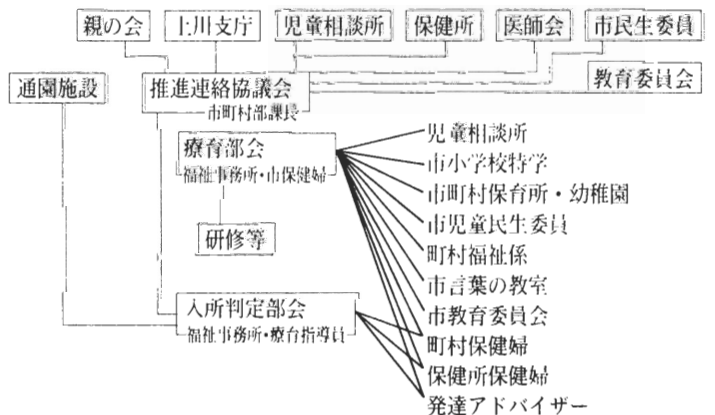 親の会
上川支庁
児童相談所
保健所
医師会
市民生委員
教育委員会
通園施設
推進連絡協議会
市町村部課長
療育部会
福祉事務所・市保健婦
研修等
入所判定部会
福祉事務所・療台指導員
児童相談所
市小学校特学
市町村保育所・幼稚園
市児童民生委員
町村福祉係
市言葉の教室
市教育委員会
町村保健婦
保健所保健婦
発達アドバイザー